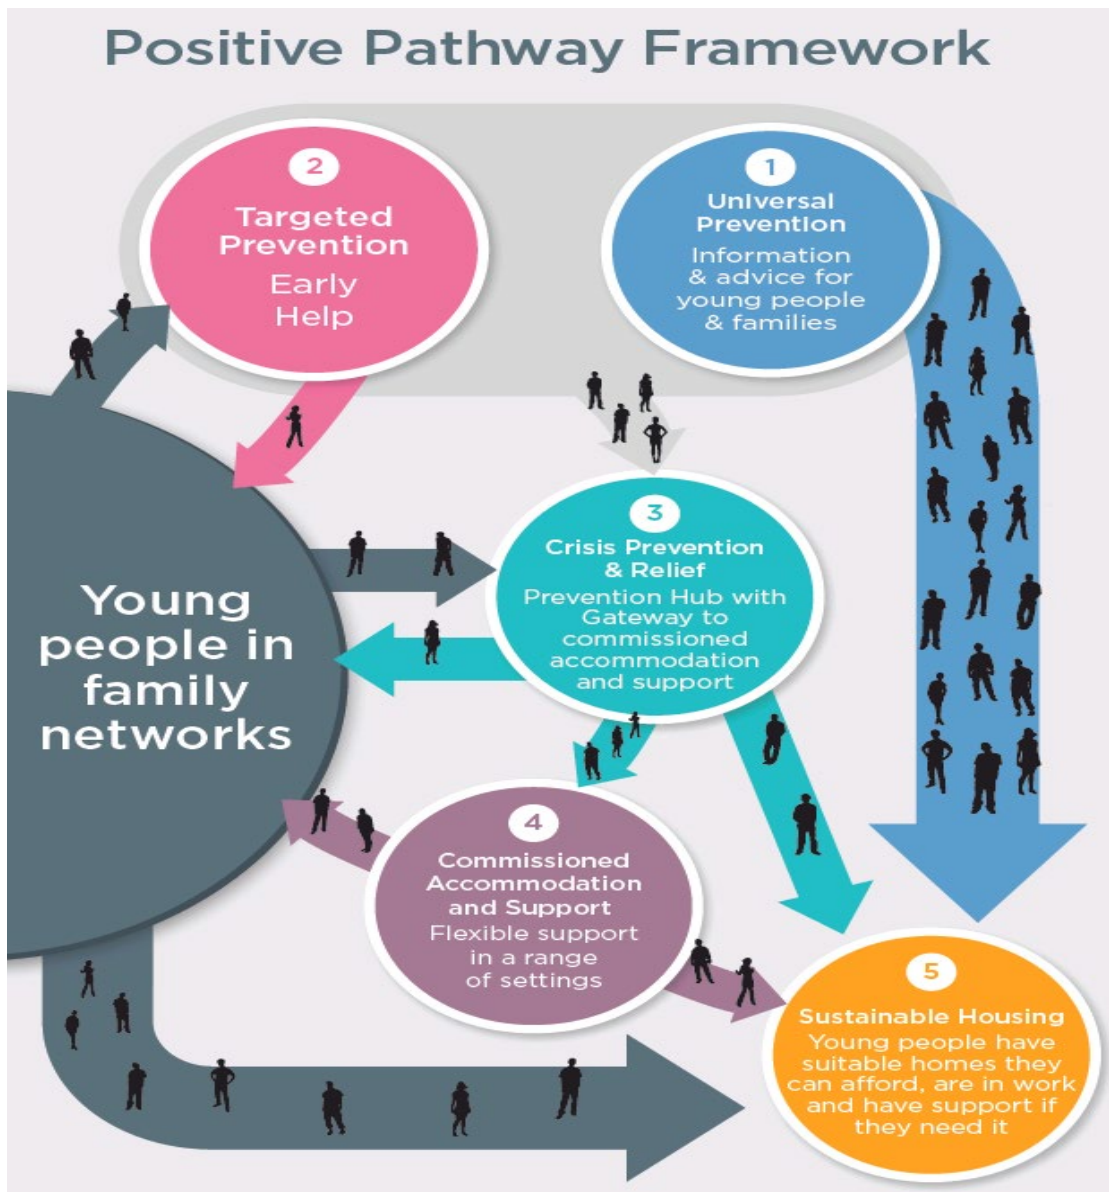 Positive Pathway Framework
2
Targeted
Prevention
Early
Help
1
Universal
Prevention
Information
& advice for
young people
& families
3
Crisis Prevention
& Relief
Prevention Hub with
Gateway to
commissioned
accommodation
and support
Young
people in
family
networks
4
Commissioned
Accommodation
and Support
Flexible support
in a range
of settings
5
Sustainable Housing
Young people have
suitable homes they
can afford, are in work
and have support if
they need it